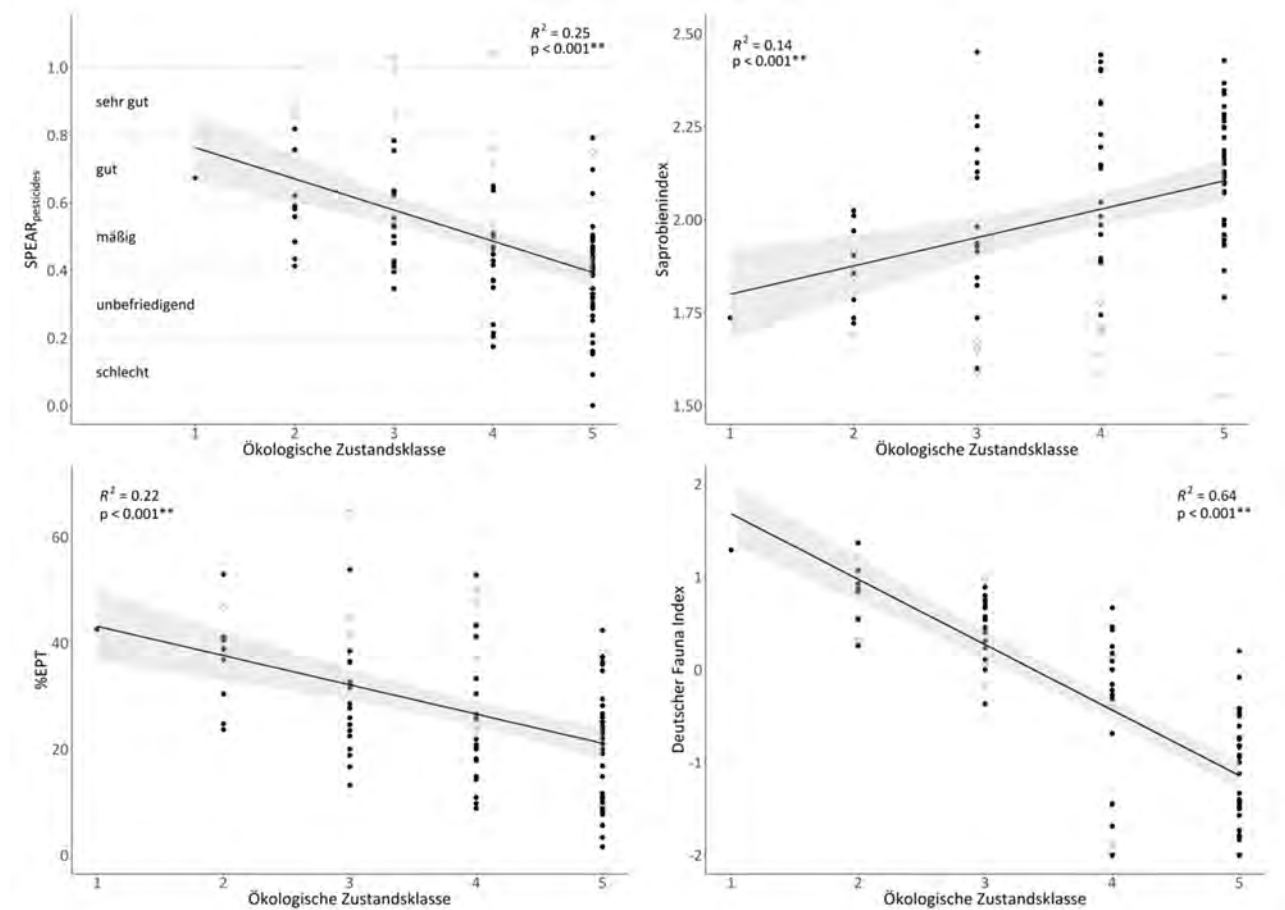 R² = 0.25
p < 0.001**
1.0
sehr gut
0.8
gut
0.6
mäßig
0.4
unbefriedigend
0.2
schlecht
0.0
SPEARpesticides
1 2 3 4 5
Ökologische Zustandsklasse
R² = 0.14
p < 0.001**
2.50
2.25
2.00
1.75
1.50
Saprobienindex
1 2 3 4 5
Ökologische Zustandsklasse
R² = 0.22
p < 0.001**
60
40
20
0
%EPT
1 2 3 4 5
Ökologische Zustandsklasse
R² = 0.64
p < 0.001**
2
1
0
-1
-2
Deutscher Fauna Index
1 2 3 4 5
Ökologische Zustandsklasse